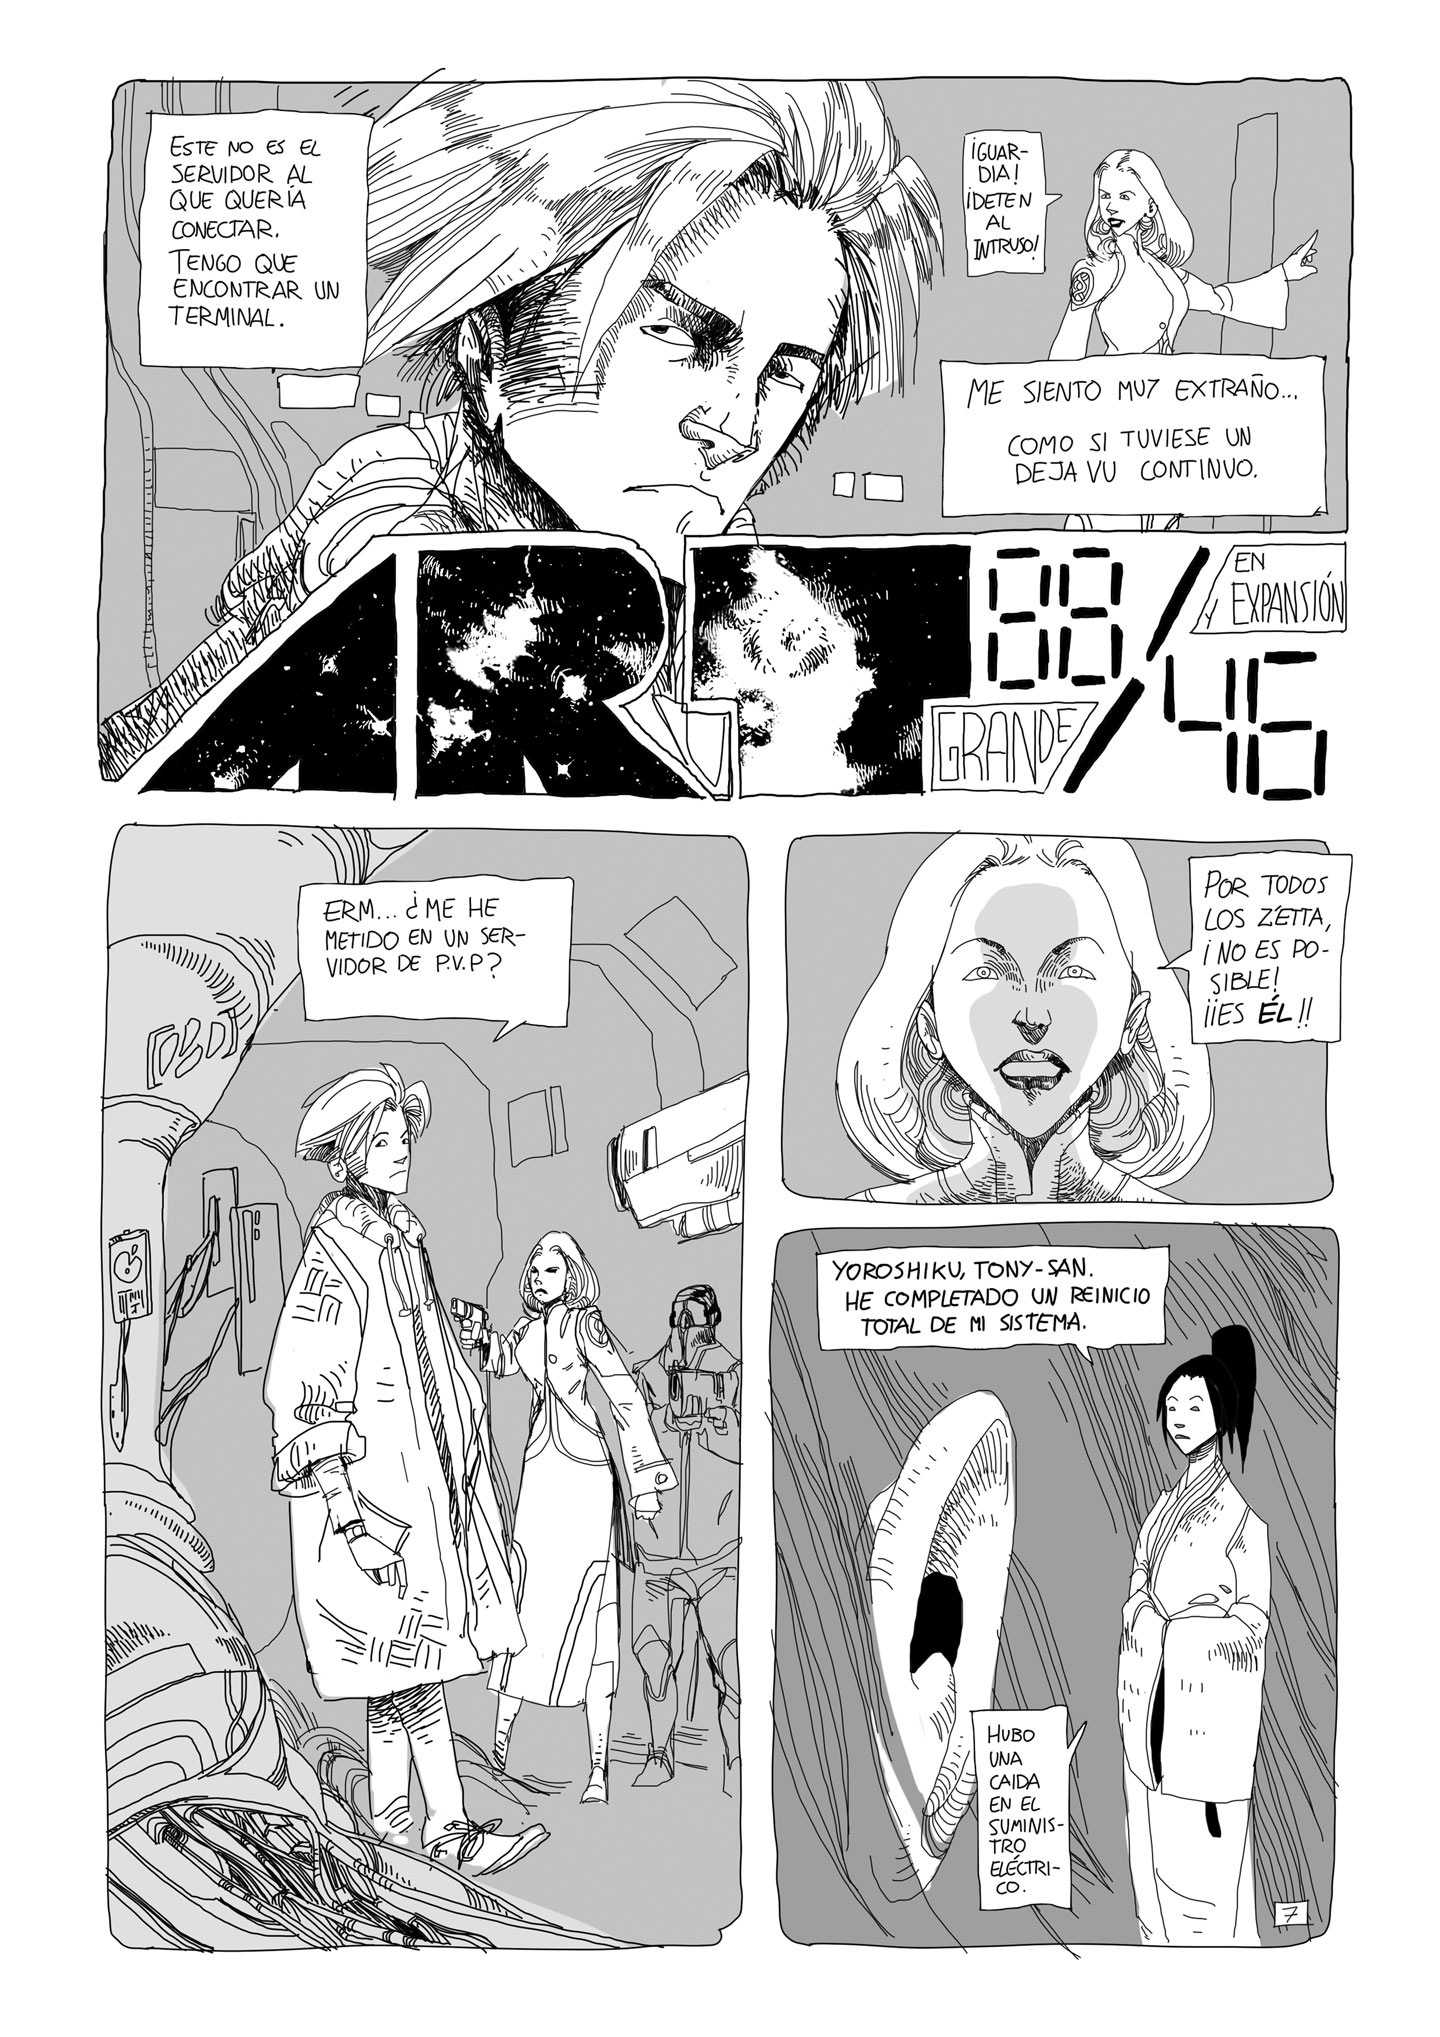 ESTE NO ES EL
SERVIDOR AL
QUE QUERÍA
CONECTAR.
TENGO QUE
ENCONTRAR UN
TERMINAL.
¡GUAR-
DIA!
¡DETEN
AL
INTRUSO!
ME SIENTO MUY EXTRAÑO...
COMO SI TUVIESE UN
DEJA VU CONTINUO.
88/46
GRANDE
Y EN
EXPANSIÓN
ERM... ¿ME HE
METIDO EN UN SER-
VIDOR DE P.V.P?
POR TODOS
LOS ZETTA,
¡NO ES PO-
SIBLE!
¡¡ES ÉL!!
YOROSHIKU, TONY-SAN.
HE COMPLETADO UN REINICIO
TOTAL DE MI SISTEMA.
HUBO
UNA
CAIDA
EN EL
SUMINIS-
TRO
ELÉCTRI-
CO.
7